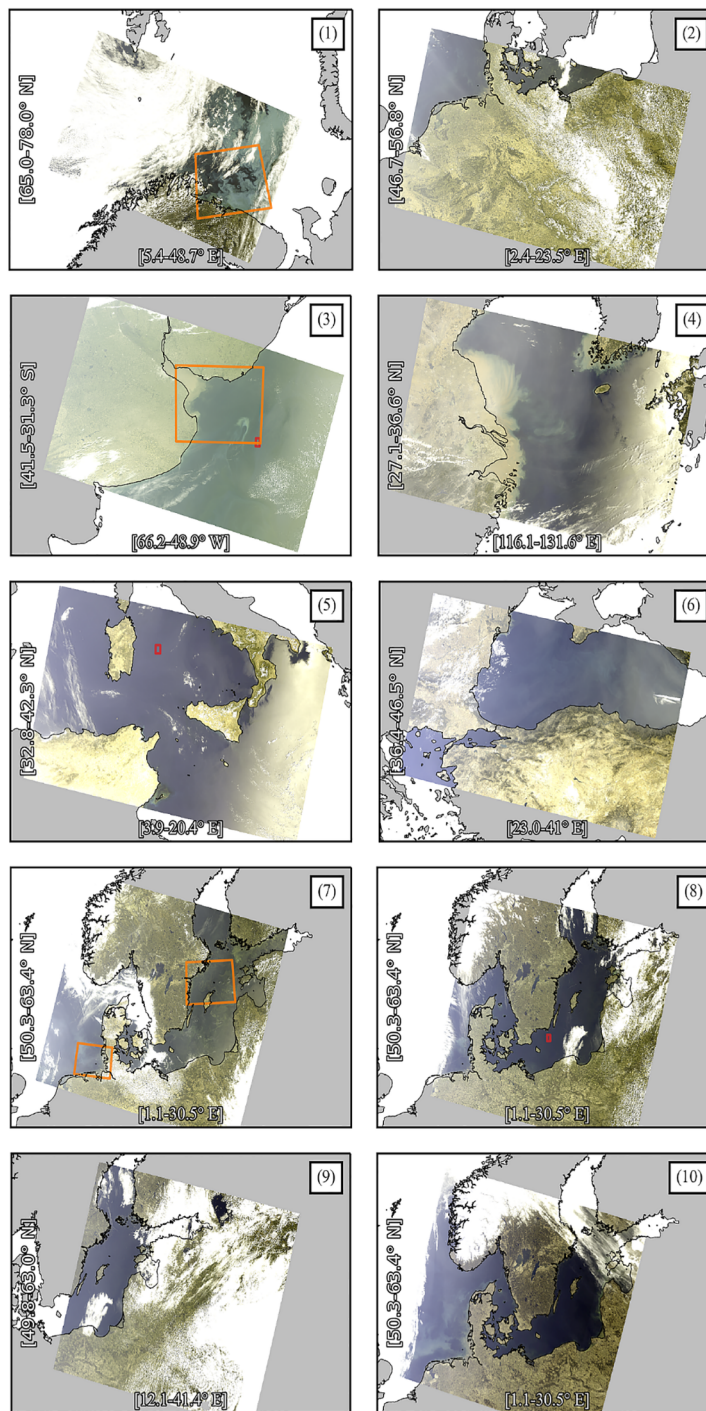 (1)
[65.0-78.0° N]
[5.4-48.7° E]
(2)
[46.7-56.8° N]
[2.4-23.5° E]
(3)
[41.5-31.3° S]
[66.2-48.9° W]
(4)
[27.1-36.6° N]
[116.1-131.6° E]
(5)
[32.8-42.3° N]
[3.9-20.4° E]
(6)
[36.4-46.5° N]
[23.0-41° E]
(7)
[50.3-63.4° N]
[1.1-30.5° E]
(8)
[50.3-63.4° N]
[1.1-30.5° E]
(9)
[49.8-63.0° N]
[12.1-41.4° E]
(10)
[50.3-63.4° N]
[1.1-30.5° E]